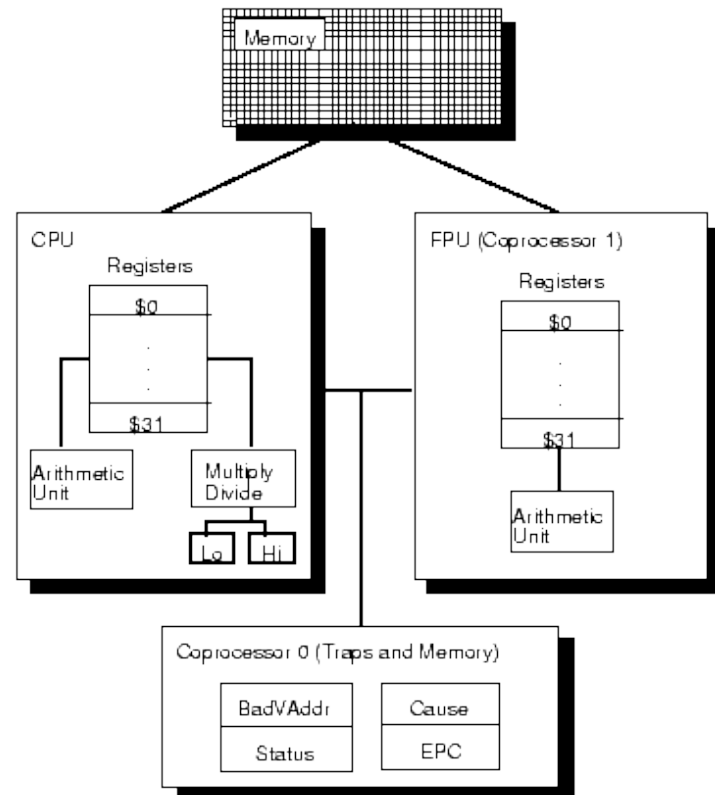 Memory
CPU
Registers
$0
$31
Arithmetic
Unit
Multiply
Divide
Lo
Hi
FPU (Coprocessor 1)
Registers
$0
$31
Arithmetic
Unit
Coprocessor 0 (Traps and Memory)
BadVAddr
Status
Cause
EPC